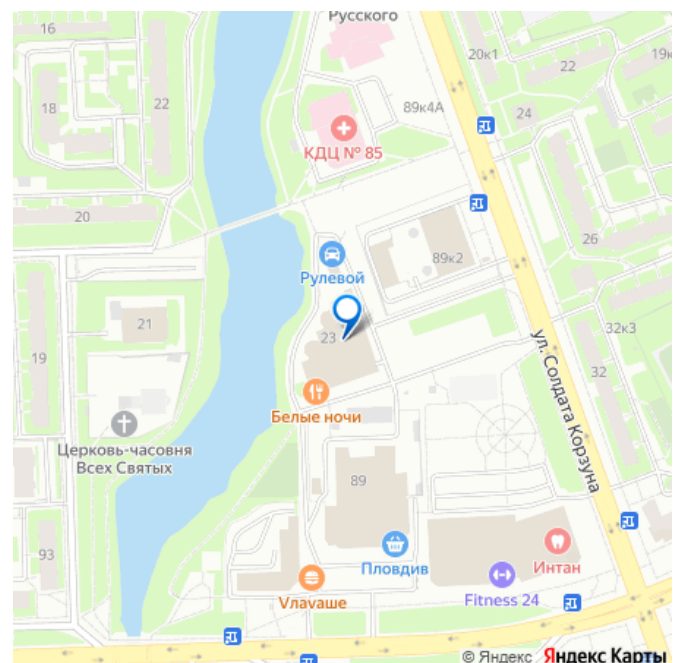 Русского
16
20к1
22
19к
18
22
89к4А
24
КДЦ № 85
20
26
89к2
Рулевой
21
23
32к3
19
32
ул. Солдата Корзуна
Белые ночи
Церковь-часовня
Всех Святых
89
93
Пловдив
Интан
Vлаvаше
Fitness 24
© Яндекс Яндекс Карты